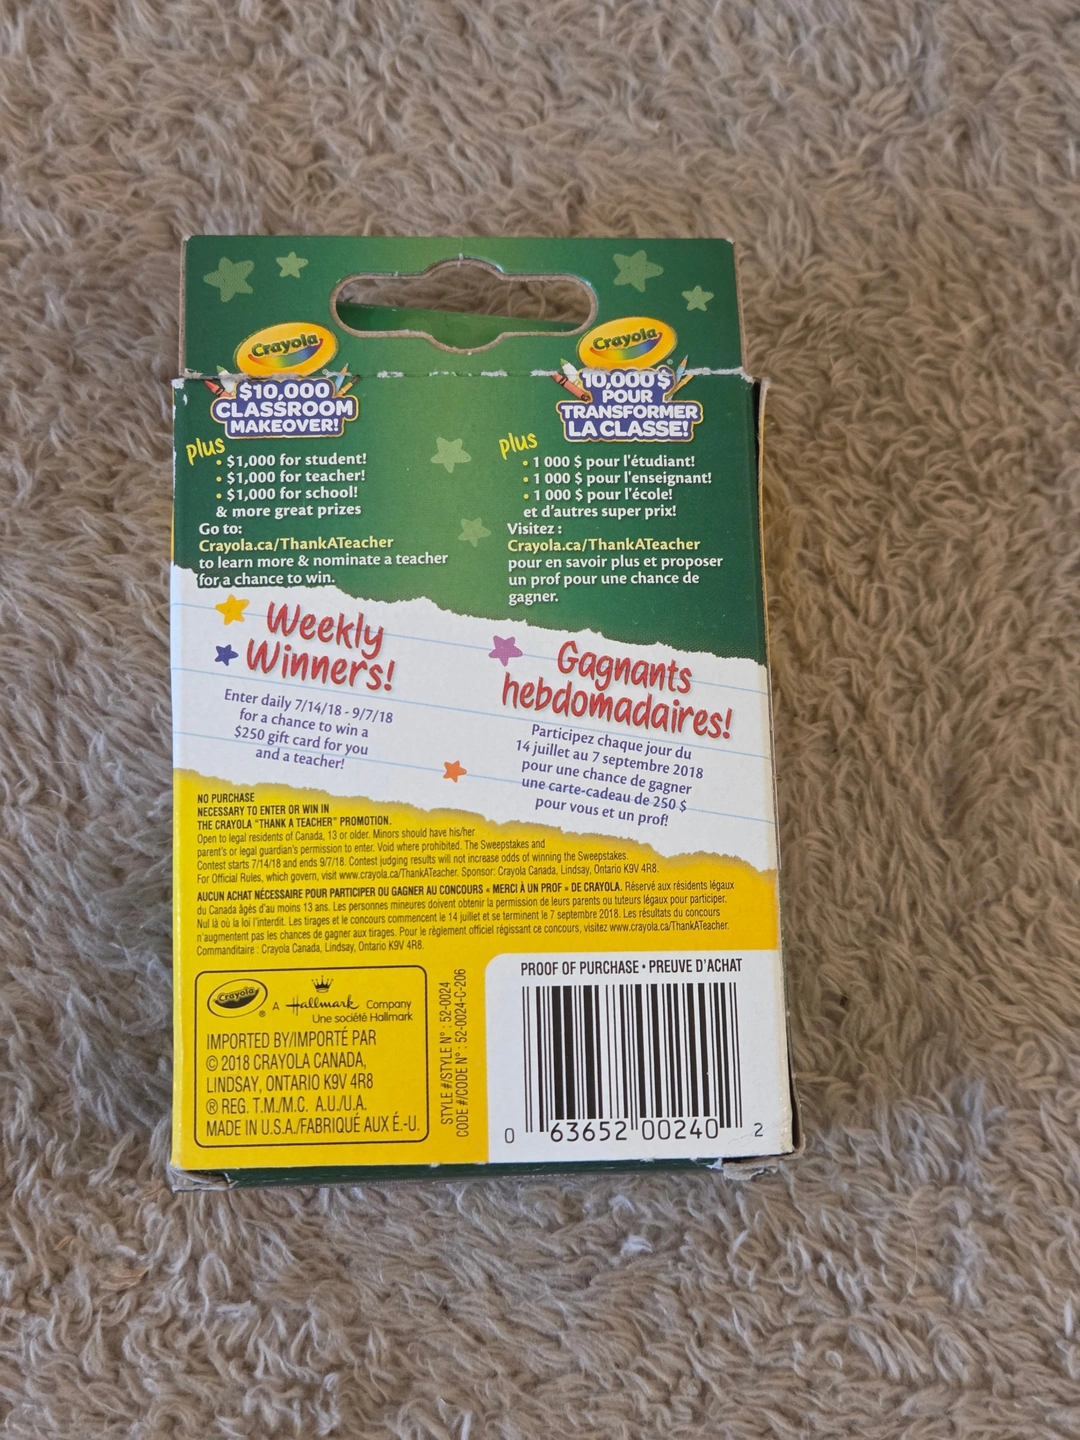 Crayola
$10,000
CLASSROOM
MAKEOVER!
plus
• $1,000 for student!
• $1,000 for teacher!
• $1,000 for school!
& more great prizes
Go to:
Crayola.ca/ThankATeacher
to learn more & nominate a teacher
for a chance to win.
Crayola
10,000$
POUR
TRANSFORMER
LA CLASSE!
plus
• 1 000 $ pour l'étudiant!
• 1 000 $ pour l'enseignant!
• 1 000 $ pour l'école!
et d'autres super prix!
Visitez :
Crayola.ca/ThankATeacher
pour en savoir plus et proposer
un prof pour une chance de
gagner.
Weekly
Winners!
Enter daily 7/14/18 - 9/7/18
for a chance to win a
$250 gift card for you
and a teacher!
Gagnants
hebdomadaires!
Participez chaque jour du
14 juillet au 7 septembre 2018
pour une chance de gagner
une carte-cadeau de 250 $
pour vous et un prof!
NO PURCHASE
NECESSARY TO ENTER OR WIN IN
THE CRAYOLA "THANK A TEACHER" PROMOTION.
Open to legal residents of Canada, 13 or older. Minors should have his/her
parent's or legal guardian's permission to enter. Void where prohibited. The Sweepstakes and
Contest starts 7/14/18 and ends 9/7/18. Contest judging results will not increase odds of winning the Sweepstakes.
For Official Rules, which govern, visit www.crayola.ca/ThankATeacher. Sponsor: Crayola Canada, Lindsay, Ontario K9V 4R8.
AUCUN ACHAT NÉCESSAIRE POUR PARTICIPER OU GAGNER AU CONCOURS « MERCI À UN PROF » DE CRAYOLA. Réservé aux résidents légaux
du Canada âgés d'au moins 13 ans. Les personnes mineures doivent obtenir la permission de leurs parents ou tuteurs légaux pour participer.
Nul là où la loi l'interdit. Les tirages et le concours commencent le 14 juillet et se terminent le 7 septembre 2018. Les résultats du concours
n'augmentent pas les chances de gagner aux tirages. Pour le règlement officiel régissant ce concours, visitez www.crayola.ca/ThankATeacher.
Commanditaire : Crayola Canada, Lindsay, Ontario K9V 4R8.
Crayola® A Hallmark Company
Une société Hallmark
IMPORTED BY/IMPORTÉ PAR
© 2018 CRAYOLA CANADA,
LINDSAY, ONTARIO K9V 4R8
® REG. T.M./M.C. A.U./U.A.
MADE IN U.S.A./FABRIQUÉ AUX É.-U.
STYLE #/STYLE N° : 52-0024
CODE #/CODE N° : 52-0024-C-206
PROOF OF PURCHASE • PREUVE D'ACHAT
0 63652 00240 2